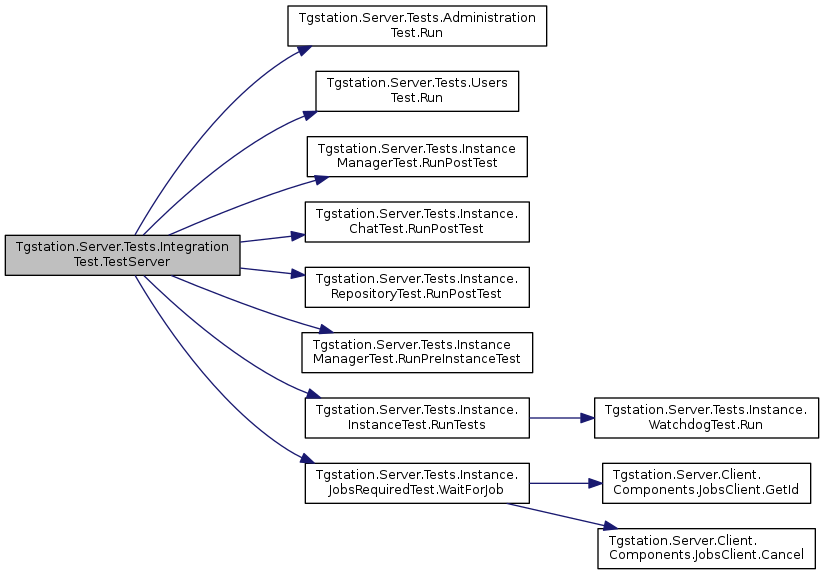 Tgstation.Server.Tests.Administration
Test.Run
Tgstation.Server.Tests.Users
Test.Run
Tgstation.Server.Tests.Instance
ManagerTest.RunPostTest
Tgstation.Server.Tests.Instance.
ChatTest.RunPostTest
Tgstation.Server.Tests.Integration
Test.TestServer
Tgstation.Server.Tests.Instance.
RepositoryTest.RunPostTest
Tgstation.Server.Tests.Instance
ManagerTest.RunPreInstanceTest
Tgstation.Server.Tests.Instance.
InstanceTest.RunTests
Tgstation.Server.Tests.Instance.
WatchdogTest.Run
Tgstation.Server.Tests.Instance.
JobsRequiredTest.WaitForJob
Tgstation.Server.Client.
Components.JobsClient.GetId
Tgstation.Server.Client.
Components.JobsClient.Cancel